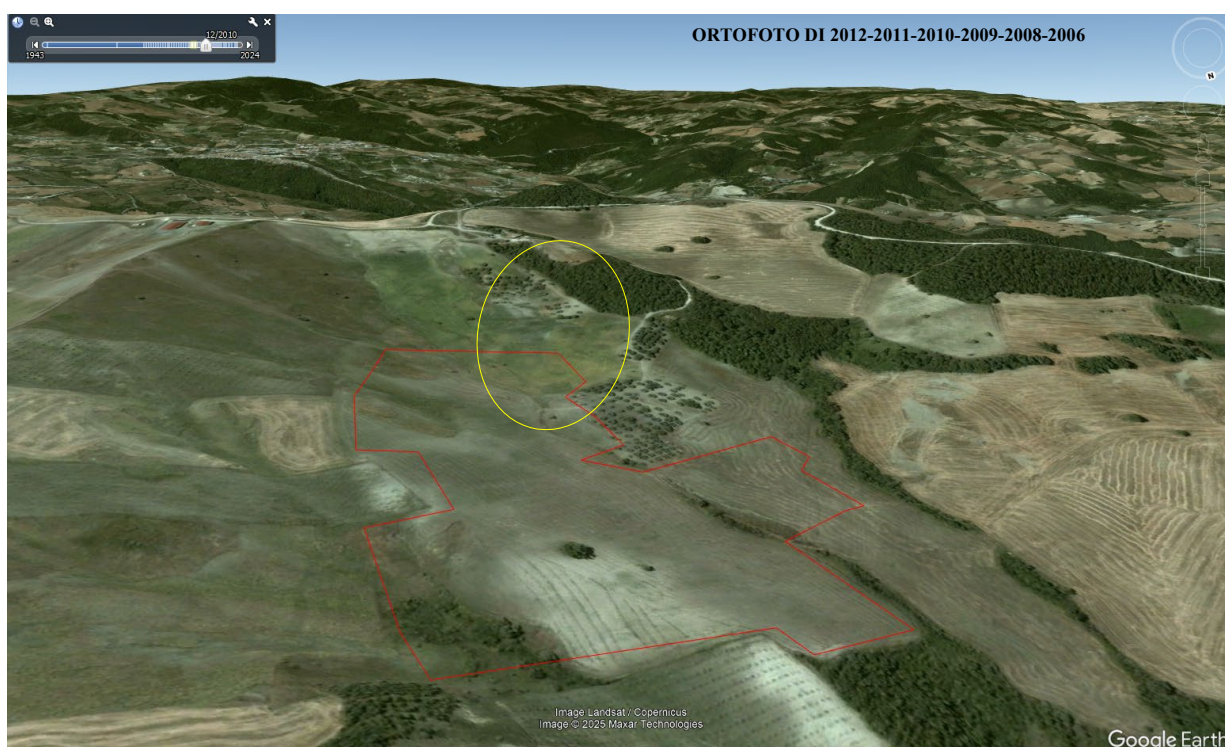 12/2010
1943
2024
ORTOFOTO DI 2012-2011-2010-2009-2008-2006
N
Image Landsat / Copernicus
Image © 2025 Maxar Technologies
Google Earth